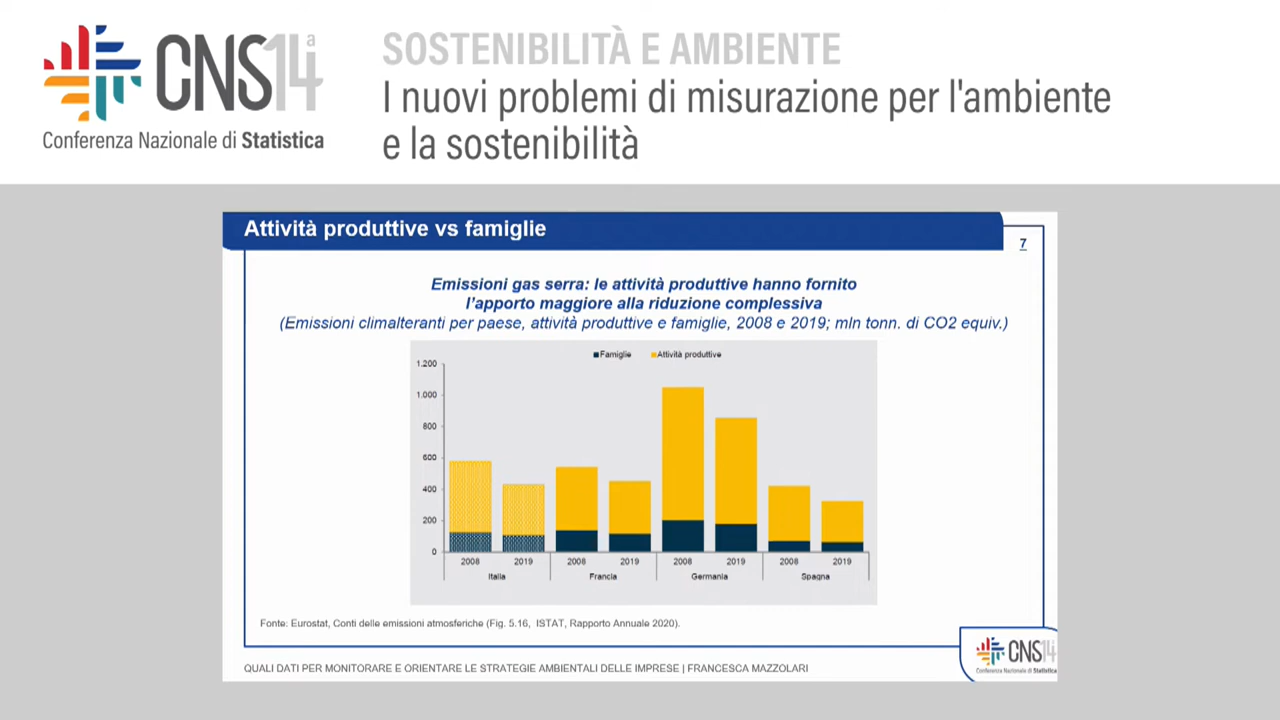 CNS14ª
Conferenza Nazionale di Statistica
SOSTENIBILITÀ E AMBIENTE
I nuovi problemi di misurazione per l'ambiente
e la sostenibilità
Attività produttive vs famiglie
7
Emissioni gas serra: le attività produttive hanno fornito
l'apporto maggiore alla riduzione complessiva
(Emissioni climalteranti per paese, attività produttive e famiglie, 2008 e 2019; mln tonn. di CO2 equiv.)
Famiglie Attività produttive
1.200
1.000
800
600
400
200
0
2008 2019 2008 2019 2008 2019 2008 2019
Italia Francia Germania Spagna
Fonte: Eurostat, Conti delle emissioni atmosferiche (Fig. 5.16, ISTAT, Rapporto Annuale 2020).
QUALI DATI PER MONITORARE E ORIENTARE LE STRATEGIE AMBIENTALI DELLE IMPRESE | FRANCESCA MAZZOLARI
CNS14
Conferenza Nazionale di Statistica